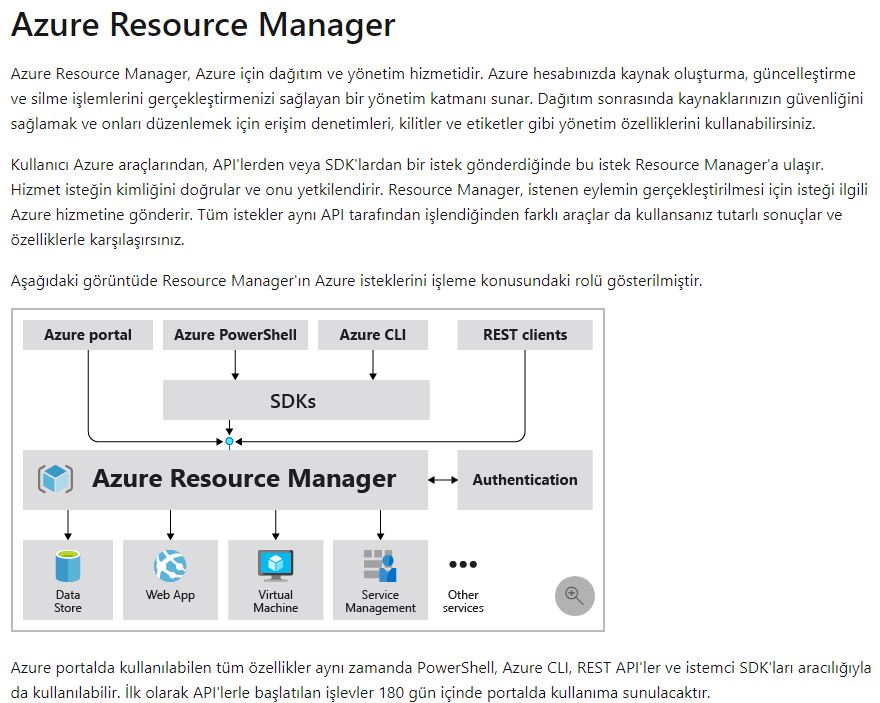 Azure Resource Manager
Azure Resource Manager, Azure için dağıtım ve yönetim hizmetidir. Azure hesabınızda kaynak oluşturma, güncelleştirme
ve silme işlemlerini gerçekleştirmenizi sağlayan bir yönetim katmanı sunar. Dağıtım sonrasında kaynaklarınızın güvenliğini
sağlamak ve onları düzenlemek için erişim denetimleri, kilitler ve etiketler gibi yönetim özelliklerini kullanabilirsiniz.
Kullanıcı Azure araçlarından, API'lerden veya SDK'lardan bir istek gönderdiğinde bu istek Resource Manager'a ulaşır.
Hizmet isteğin kimliğini doğrular ve onu yetkilendirir. Resource Manager, istenen eylemin gerçekleştirilmesi için isteği ilgili
Azure hizmetine gönderir. Tüm istekler aynı API tarafından işlendiğinden farklı araçlar da kullansanız tutarlı sonuçlar ve
özelliklerle karşılaşırsınız.
Aşağıdaki görüntüde Resource Manager'ın Azure isteklerini işleme konusundaki rolü gösterilmiştir.
Azure portal
Azure PowerShell
Azure CLI
REST clients
SDKs
Azure Resource Manager
Authentication
Data
Store
Web App
Virtual
Machine
Service
Management
Other
services
Azure portalda kullanılabilen tüm özellikler aynı zamanda PowerShell, Azure CLI, REST API'ler ve istemci SDK'ları aracılığıyla
da kullanılabilir. İlk olarak API'lerle başlatılan işlevler 180 gün içinde portalda kullanıma sunulacaktır.